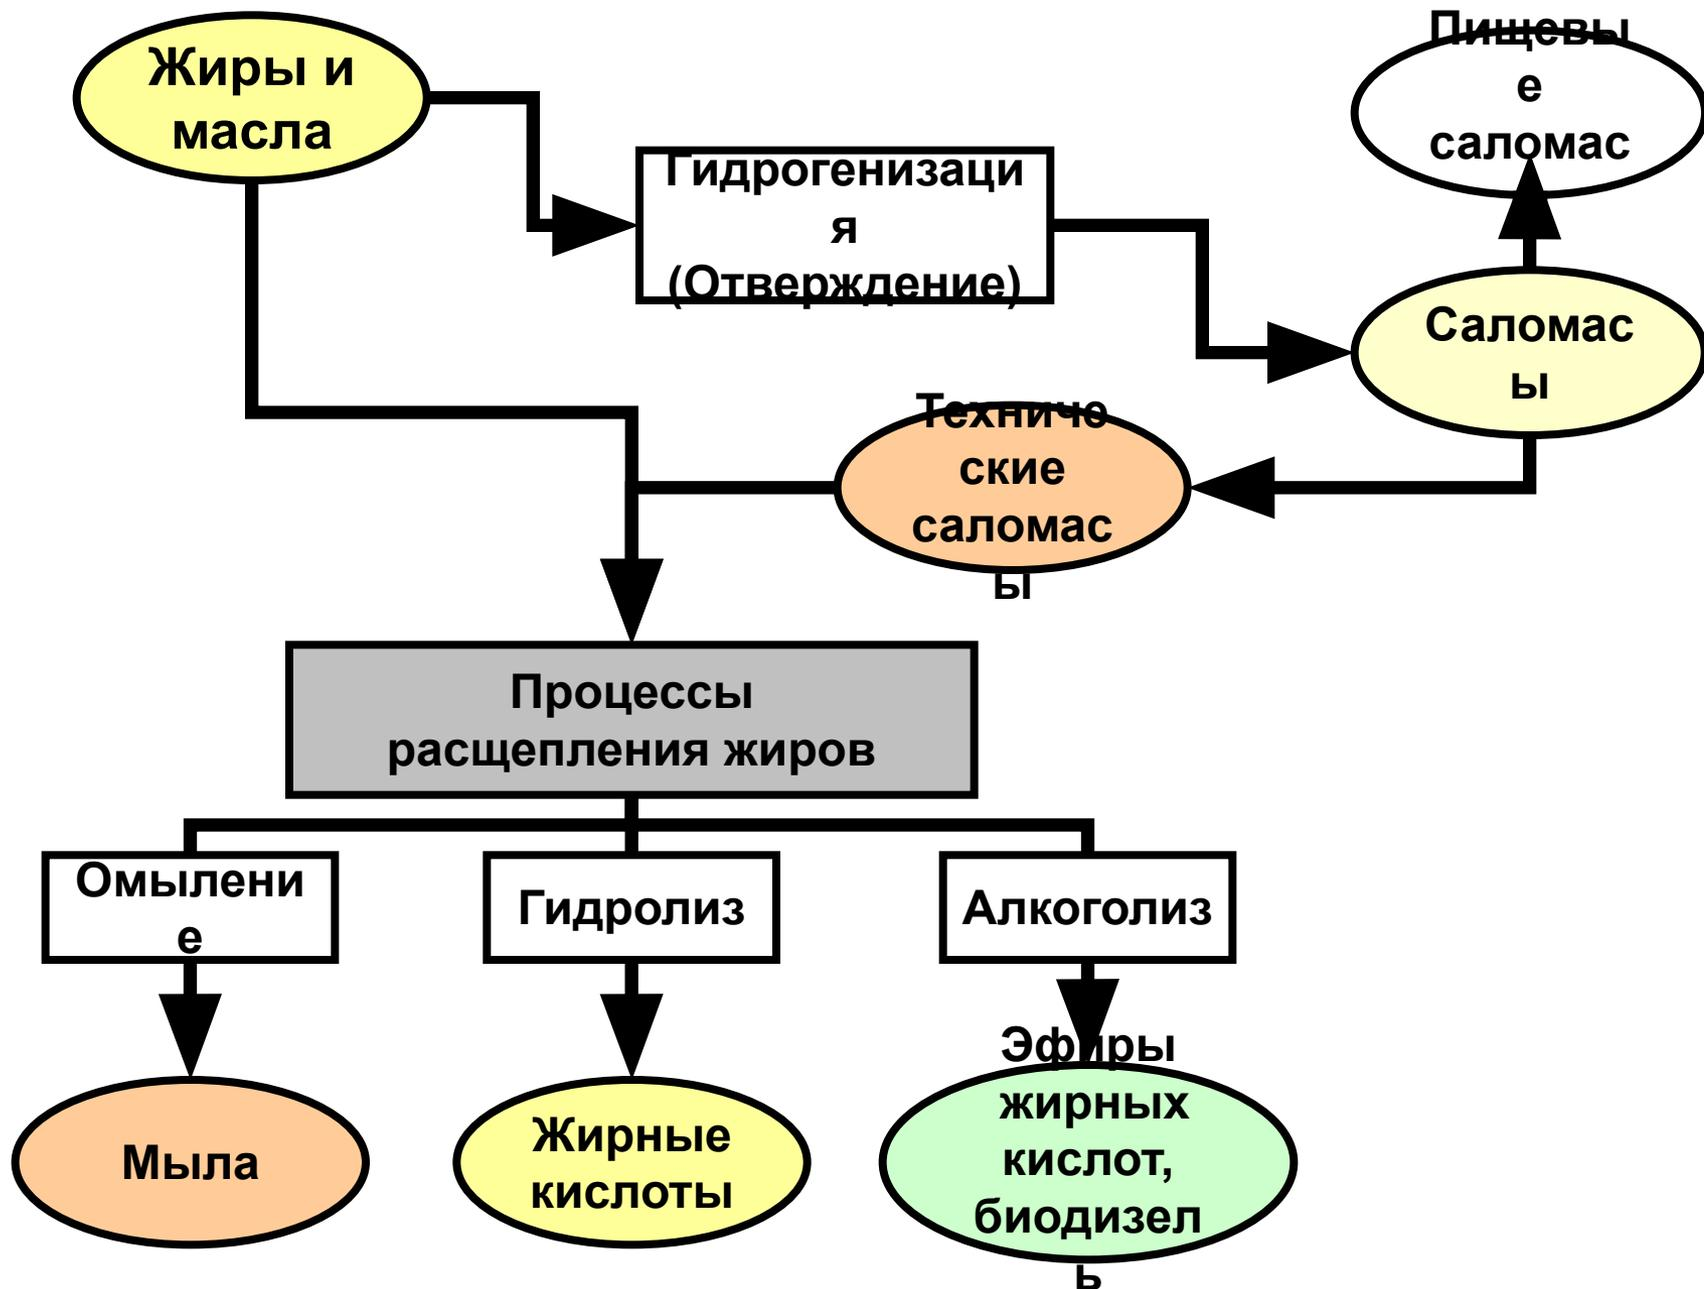 Жиры и
масла
Пищевы
е
саломас
Гидрогенизаци
я
(Отверждение)
Саломас
ы
Техниче
ские
саломас
ы
Процессы
расщепления жиров
Омылени
е
Гидролиз
Алкоголиз
Мыла
Жирные
кислоты
Эфиры
жирных
кислот,
биодизел
ь